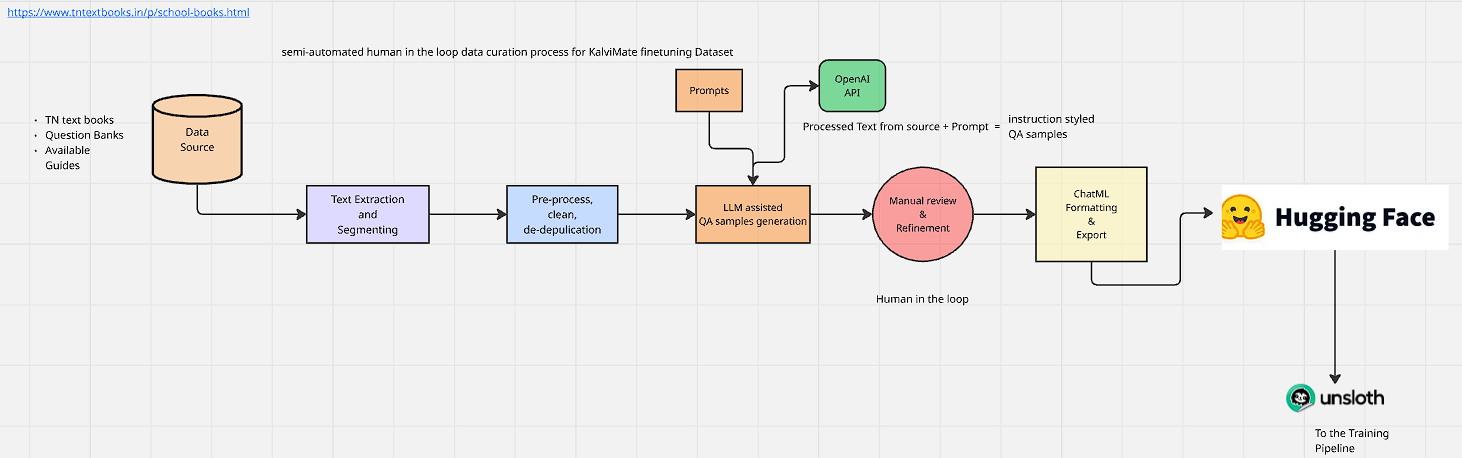 https://www.tntextbooks.in/p/school-books.html
semi-automated human in the loop data curation process for KalviMate finetuning Dataset
Prompts
OpenAI
API
Processed Text from source + Prompt =
instruction styled
QA samples
· TN text books
· Question Banks
· Available
Guides
Data
Source
Text Extraction
and
Segmenting
Pre-process,
clean,
de-depulication
LLM assisted
QA samples generation
Manual review
&
Refinement
Human in the loop
ChatML
Formatting
&
Export
Hugging Face
unsloth
To the Training
Pipeline